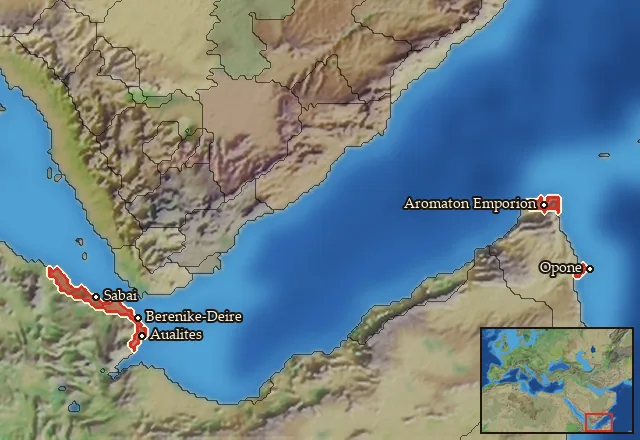 Aromaton Emporion
Opone
Sabai
Berenike-Deire
Aualites